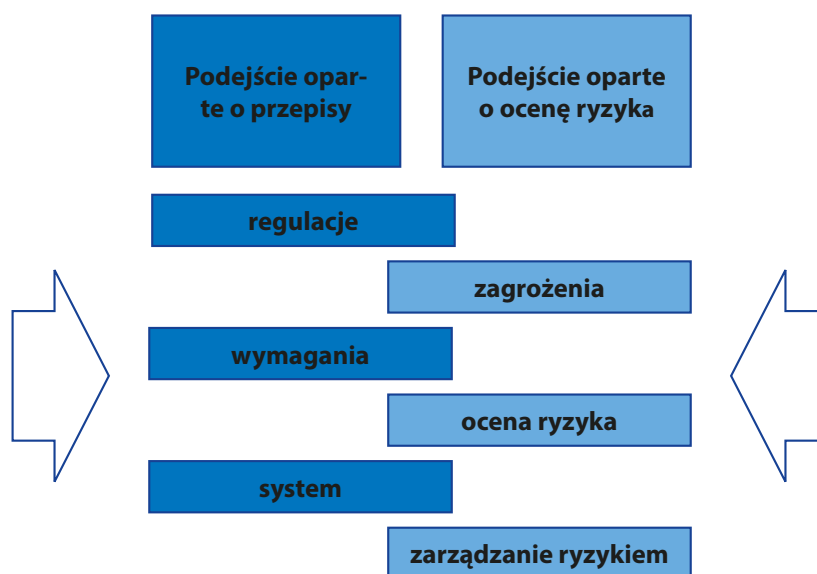 Podejście opar-
te o przepisy
Podejście oparte
o ocenę ryzyka
regulacje
zagrożenia
wymagania
ocena ryzyka
system
zarządzanie ryzykiem